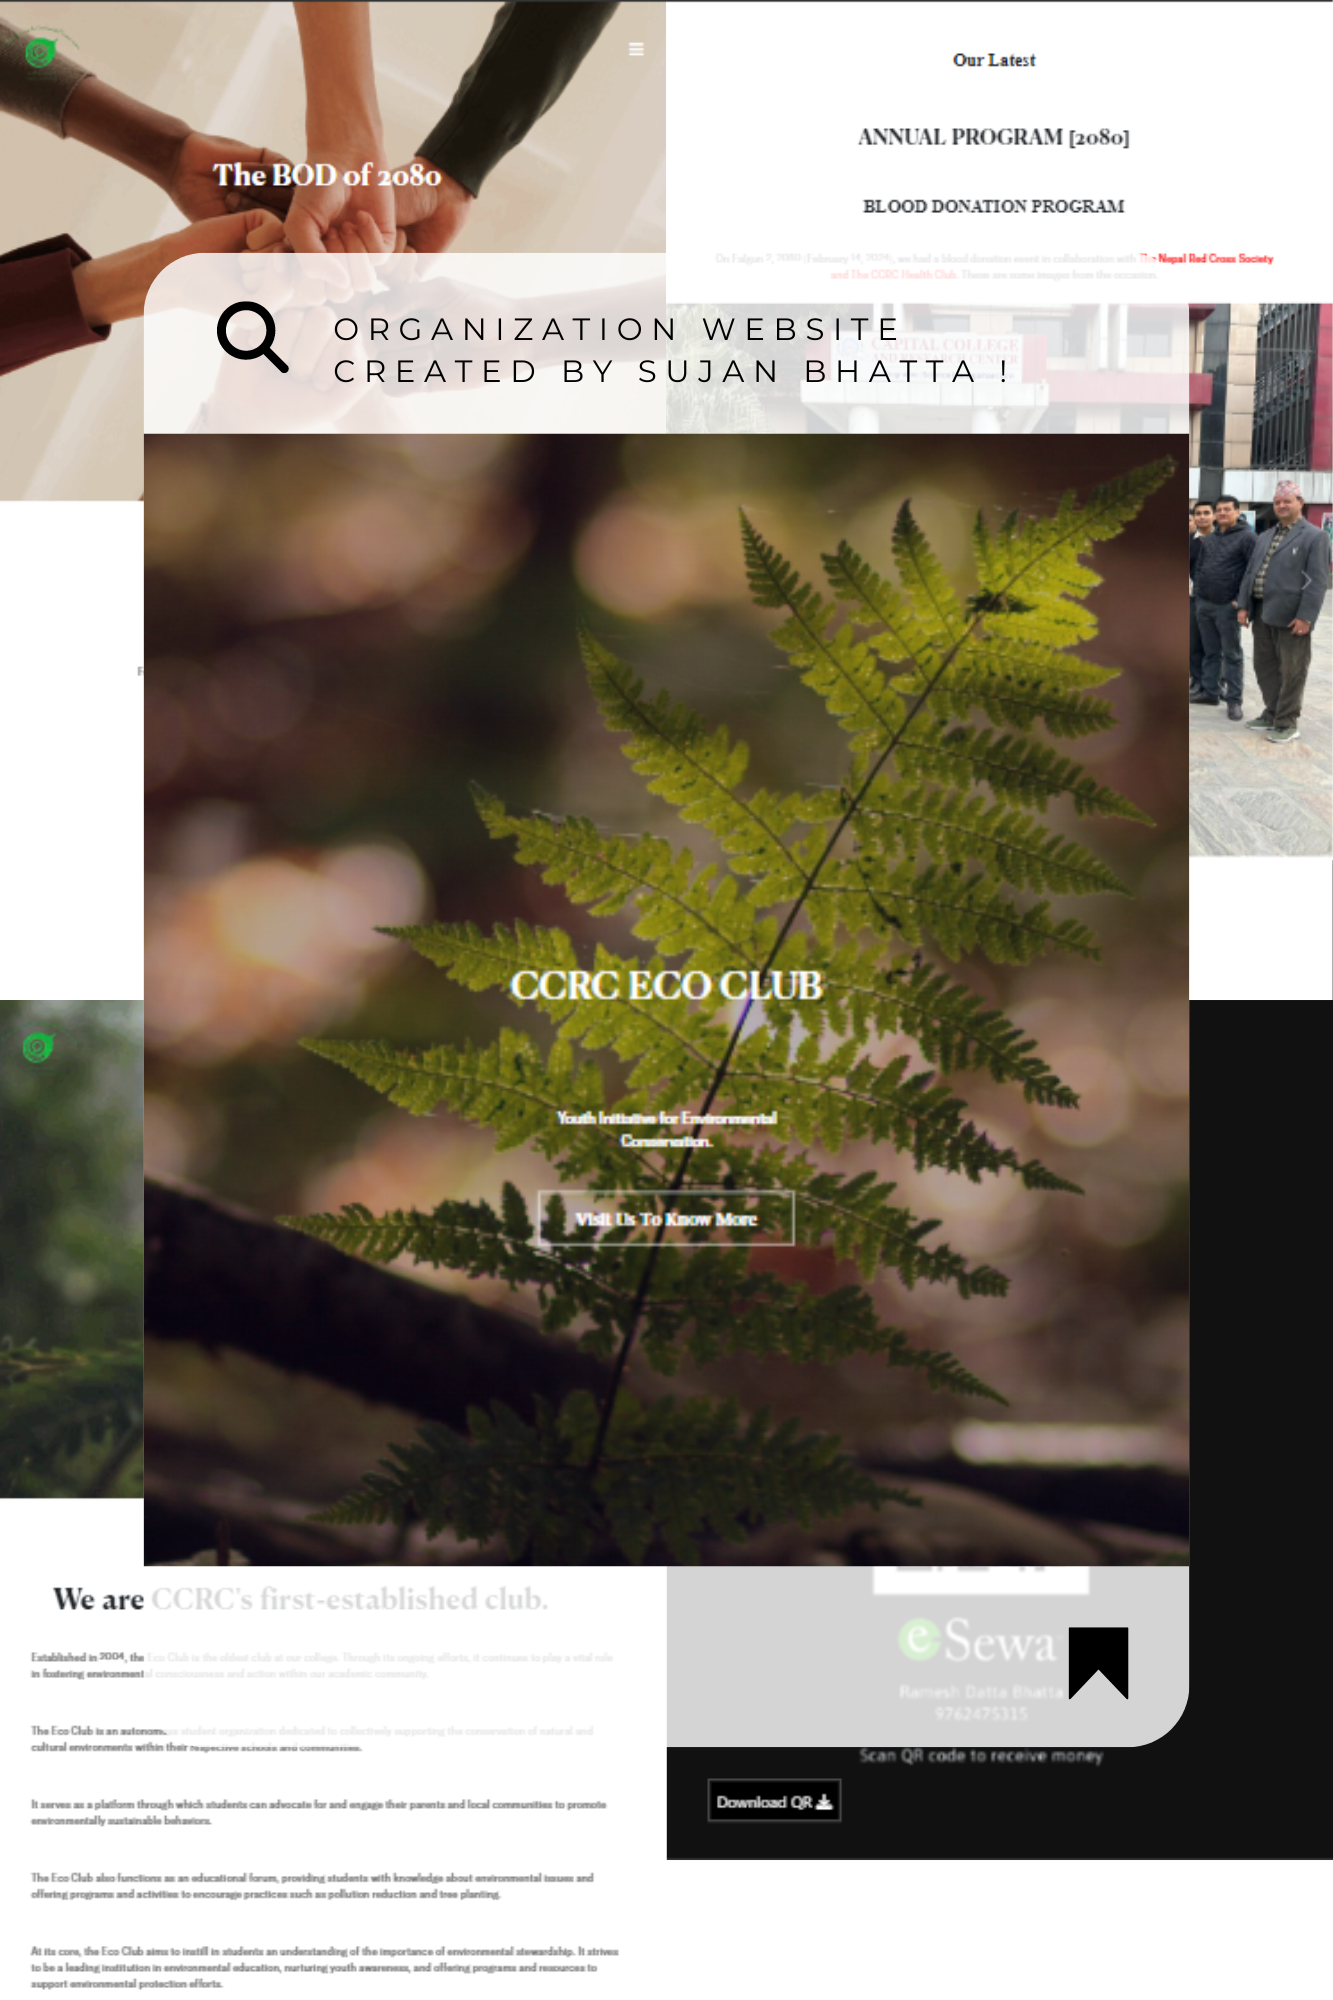 The BOD of 2080
Our Latest
ANNUAL PROGRAM [2080]
BLOOD DONATION PROGRAM
On Falgun 2, 2080 (February 14, 2024), we had a blood donation event in collaboration with The Nepal Red Cross Society
and The CCRC Health Club. These are some images from the occasion.
ORGANIZATION WEBSITE
CREATED BY SUJAN BHATTA !
CAPITAL COLLEGE
AND RESEARCH CENTER
CCRC ECO CLUB
Youth Initiative for Environmental
Conservation.
Visit Us To Know More
We are CCRC's first-established club.
Established in 2004, the Eco Club is the oldest club at our college. Through its ongoing efforts, it continues to play a vital role
in fostering environmental consciousness and action within our academic community.
The Eco Club is an autonomous student organization dedicated to collectively supporting the conservation of natural and
cultural environments within their respective schools and communities.
It serves as a platform through which students can advocate for and engage their parents and local communities to promote
environmentally sustainable behaviors.
The Eco Club also functions as an educational forum, providing students with knowledge about environmental issues and
offering programs and activities to encourage practices such as pollution reduction and tree planting.
At its core, the Eco Club aims to instill in students an understanding of the importance of environmental stewardship. It strives
to be a leading institution in environmental education, nurturing youth awareness, and offering programs and resources to
support environmental protection efforts.
eSewa
Ramesh Datta Bhatta
9762475315
Scan QR code to receive money
Download QR